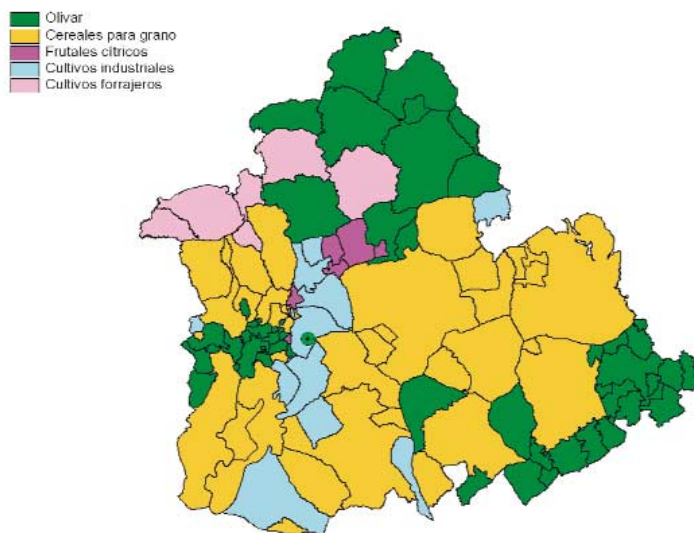 Olivar
Cereales para grano
Frutales cítricos
Cultivos industriales
Cultivos forrajeros